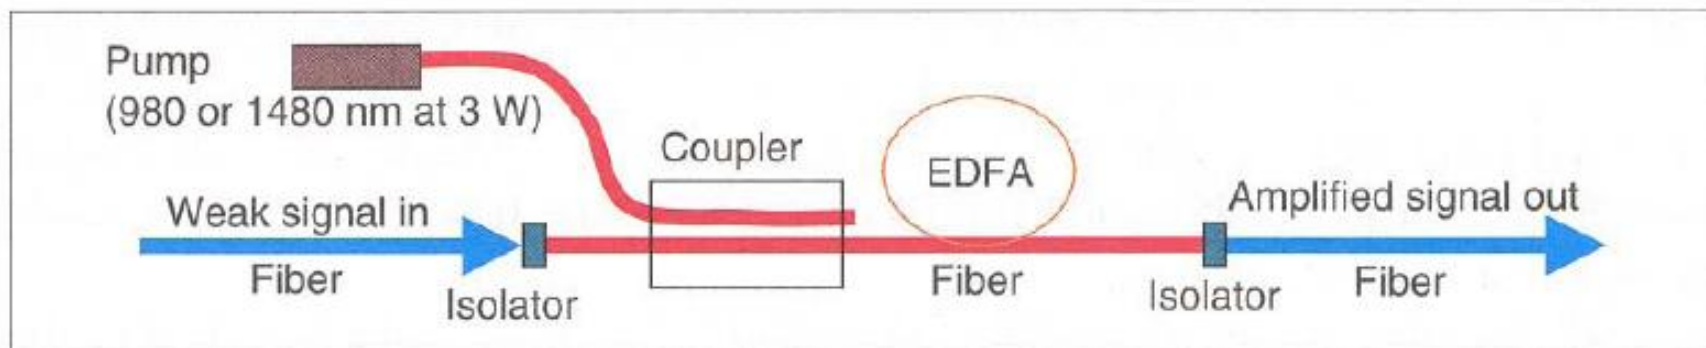 Pump
(980 or 1480 nm at 3 W)
Coupler
EDFA
Weak signal in
Amplified signal out
Fiber
Isolator
Fiber
Isolator
Fiber